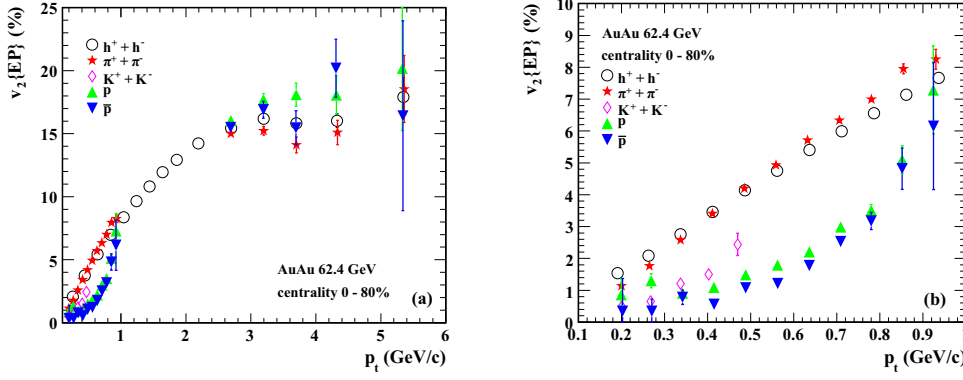 v₂{EP} (%)
25
20
15
10
5
0
h⁺ + h⁻
π⁺ + π⁻
K⁺ + K⁻
p
p̅
AuAu 62.4 GeV
centrality 0 - 80%
(a)
1 2 3 4 5 6
p_t (GeV/c)
v₂{EP} (%)
10
9
8
7
6
5
4
3
2
1
0
AuAu 62.4 GeV
centrality 0 - 80%
h⁺ + h⁻
π⁺ + π⁻
K⁺ + K⁻
p
p̅
(b)
0.1 0.2 0.3 0.4 0.5 0.6 0.7 0.8 0.9 1
p_t (GeV/c)